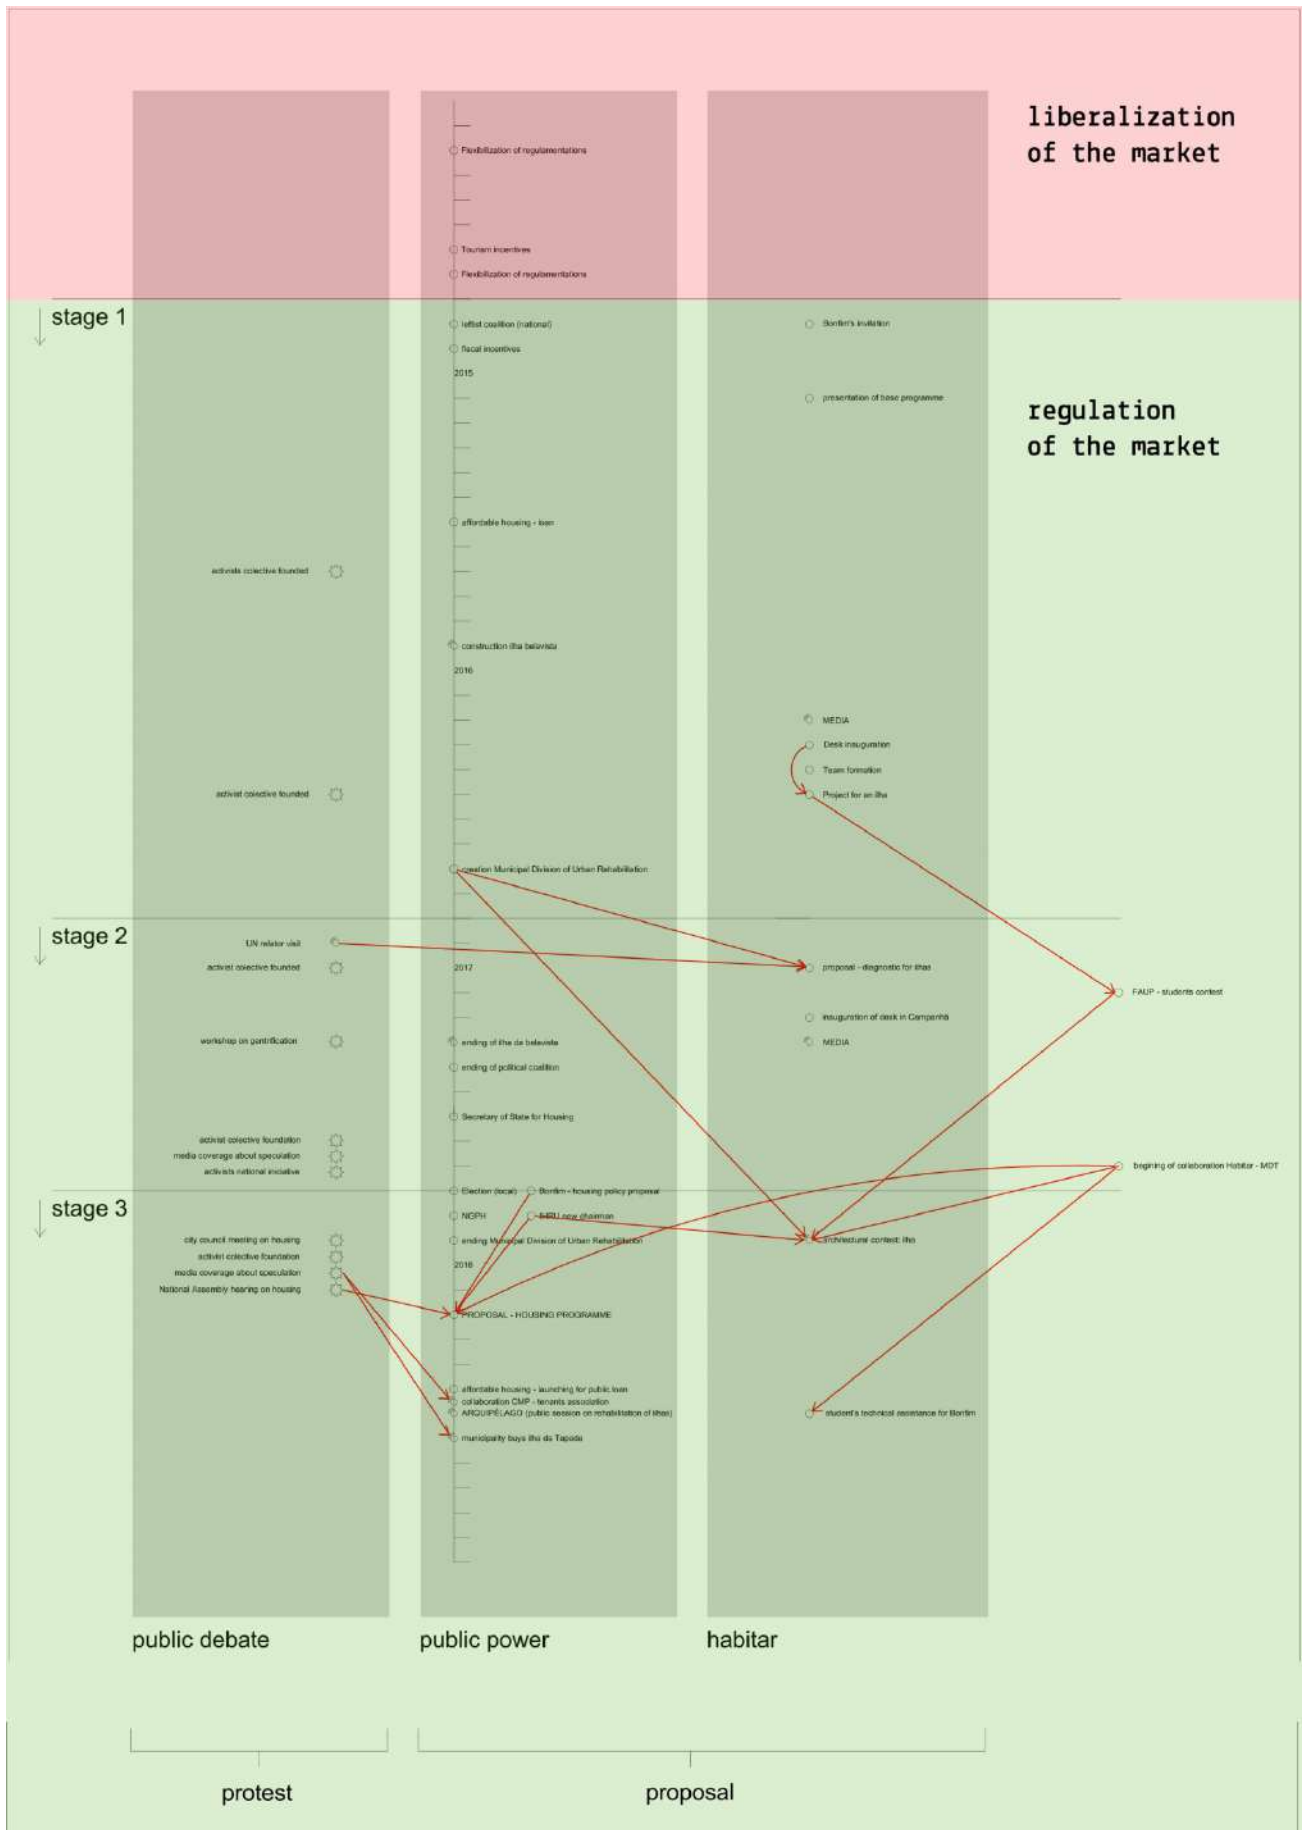 liberalization
of the market
Flexibilization of regulamentations
Tourism incentives
Flexibilization of regulamentations
stage 1
leftist coalition (national)
Bonfim's invitation
fiscal incentives
2015
presentation of base programme
regulation
of the market
affordable housing - loan
activists colective founded
construction ilha belavista
2016
MEDIA
Desk inauguration
Team formation
activist colective founded
Project for an ilha
creation Municipal Division of Urban Rehabilitation
stage 2
UN relator visit
activist colective founded
2017
proposal - diagnostic for ilhas
FAUP - students contest
inauguration of desk in Campanhã
workshop on gentrification
ending of ilha da belavista
MEDIA
ending of political coalition
Secretary of State for Housing
activist colective foundation
media coverage about speculation
begining of collaboration Habitar - MDT
activists national iniciative
Election (local)
Bonfim - housing policy proposal
stage 3
NGPH
IHRU new chairman
city council meeting on housing
ending Municipal Division of Urban Rehabilitation
architectural contest: ilha
activist colective foundation
2018
media coverage about speculation
National Assembly hearing on housing
PROPOSAL - HOUSING PROGRAMME
affordable housing - launching for public loan
collaboration CMP - tenants association
ARQUIPÉLAGO (public session on rehabilitation of ilhas)
student's technical assistance for Bonfim
municipality buys ilha da Tapada
public debate
public power
habitar
protest
proposal